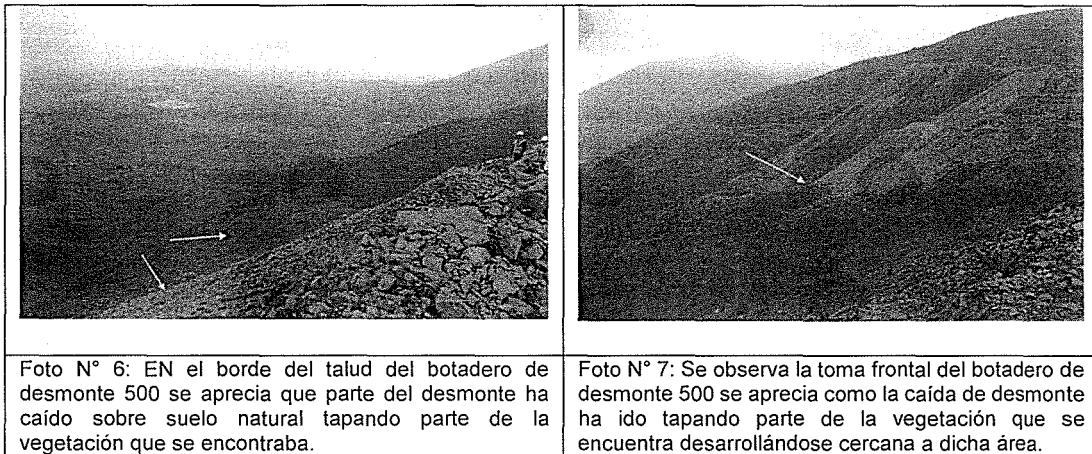 Foto N° 6: EN el borde del talud del botadero de
desmonte 500 se aprecia que parte del desmonte ha
caído sobre suelo natural tapando parte de la
vegetación que se encontraba.
Foto N° 7: Se observa la toma frontal del botadero de
desmonte 500 se aprecia como la caída de desmonte
ha ido tapando parte de la vegetación que se
encuentra desarrollándose cercana a dicha área.